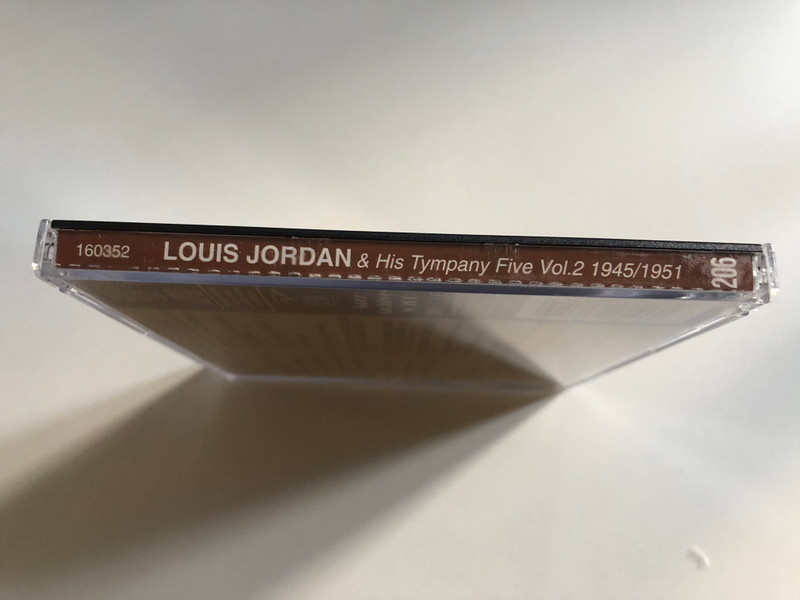 160352 LOUIS JORDAN & His Tympany Five Vol.2 1945/1951
206